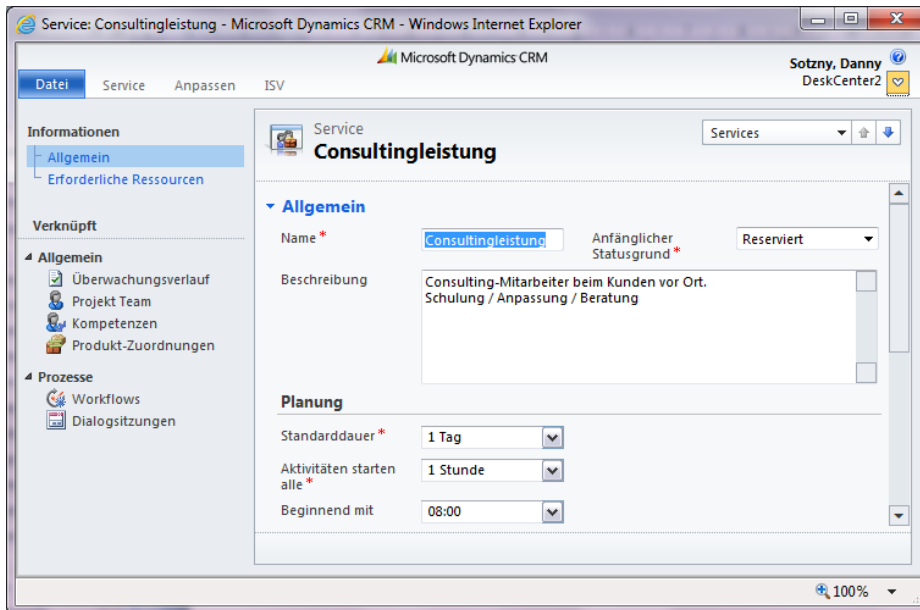 Service: Consultingleistung - Microsoft Dynamics CRM - Windows Internet Explorer
Microsoft Dynamics CRM
Sotzny, Danny
DeskCenter2
Datei Service Anpassen ISV
Informationen
Allgemein
Erforderliche Ressourcen
Verknüpft
Allgemein
Überwachungsverlauf
Projekt Team
Kompetenzen
Produkt-Zuordnungen
Prozesse
Workflows
Dialogsitzungen
Service
Consultingleistung
Services
Allgemein
Name * Consultingleistung Anfänglicher Statusgrund * Reserviert
Beschreibung
Consulting-Mitarbeiter beim Kunden vor Ort.
Schulung / Anpassung / Beratung
Planung
Standarddauer * 1 Tag
Aktivitäten starten alle * 1 Stunde
Beginnend mit 08:00
100%